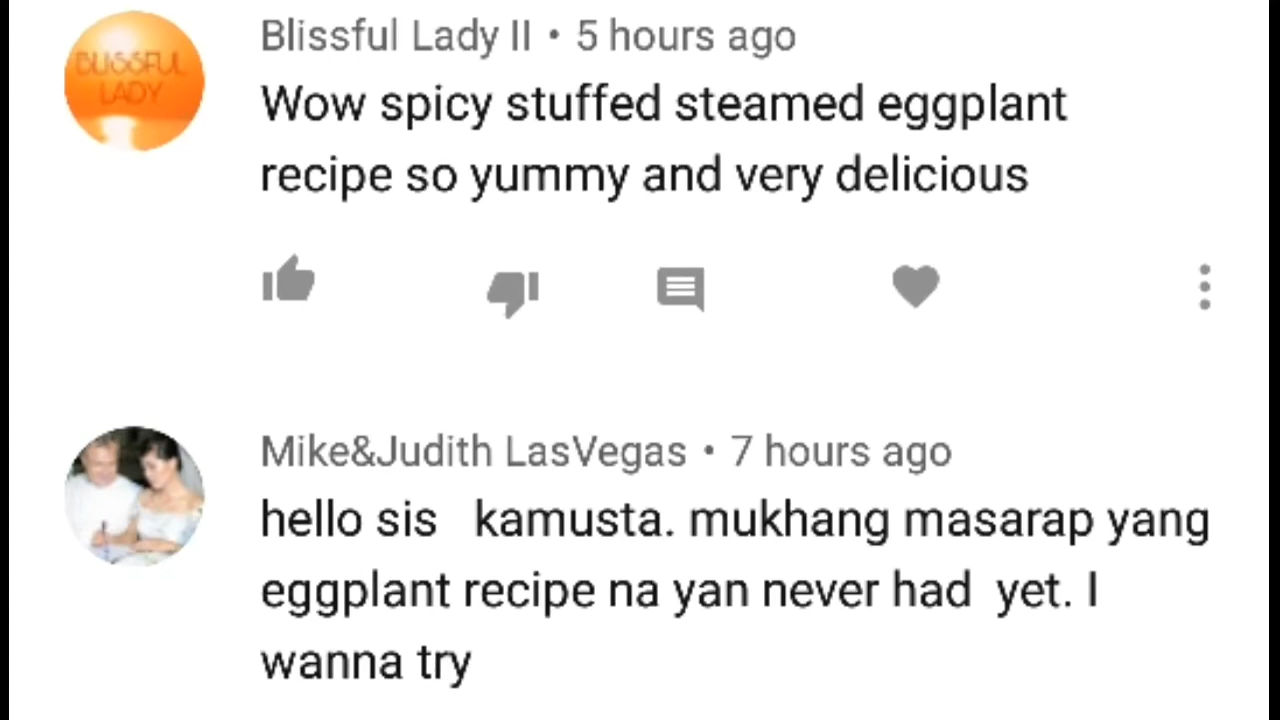 BLISSFUL
LADY
Blissful Lady II • 5 hours ago
Wow spicy stuffed steamed eggplant
recipe so yummy and very delicious
Mike&Judith LasVegas • 7 hours ago
hello sis kamusta. mukhang masarap yang
eggplant recipe na yan never had yet. I
wanna try